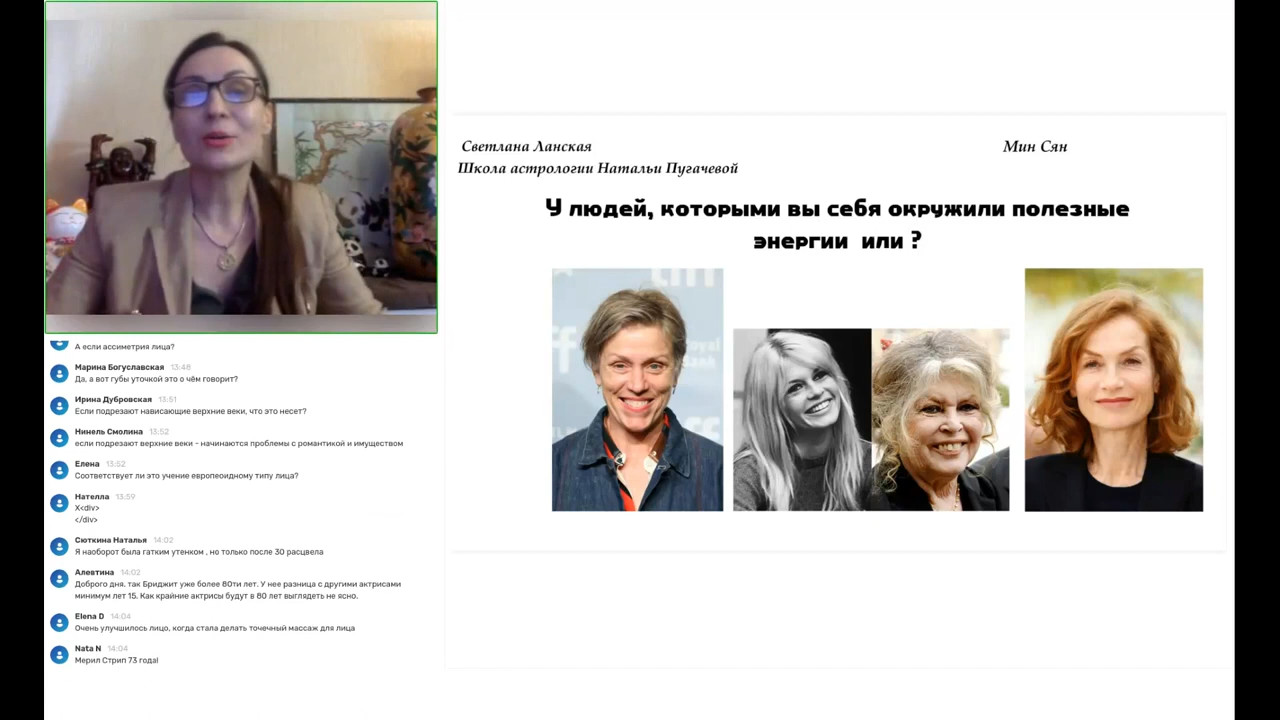 Светлана Ланская
Мин Сян
Школа астрологии Натальи Пугачевой
У людей, которыми вы себя окружили полезные
энергии или ?
А если ассиметрия лица?
Марина Богуславская 13:48
Да, а вот губы уточкой это о чём говорит?
Ирина Дубровская 13:51
Если подрезают нависающие верхние веки, что это несет?
Нинель Смолина 13:52
если подрезают верхние веки - начинаются проблемы с романтикой и имуществом
Елена 13:52
Соответствует ли это учение европеоидному типу лица?
Нателла 13:59
X<div>
</div>
Сюткина Наталья 14:02
Я наоборот была гатким утенком , но только после 30 расцвела
Алевтина 14:02
Доброго дня. так Бриджит уже более 80ти лет. У нее разница с другими актрисами
минимум лет 15. Как крайние актрисы будут в 80 лет выглядеть не ясно.
Elena D 14:04
Очень улучшилось лицо, когда стала делать точечный массаж для лица
Nata N 14:04
Мерил Стрип 73 года!